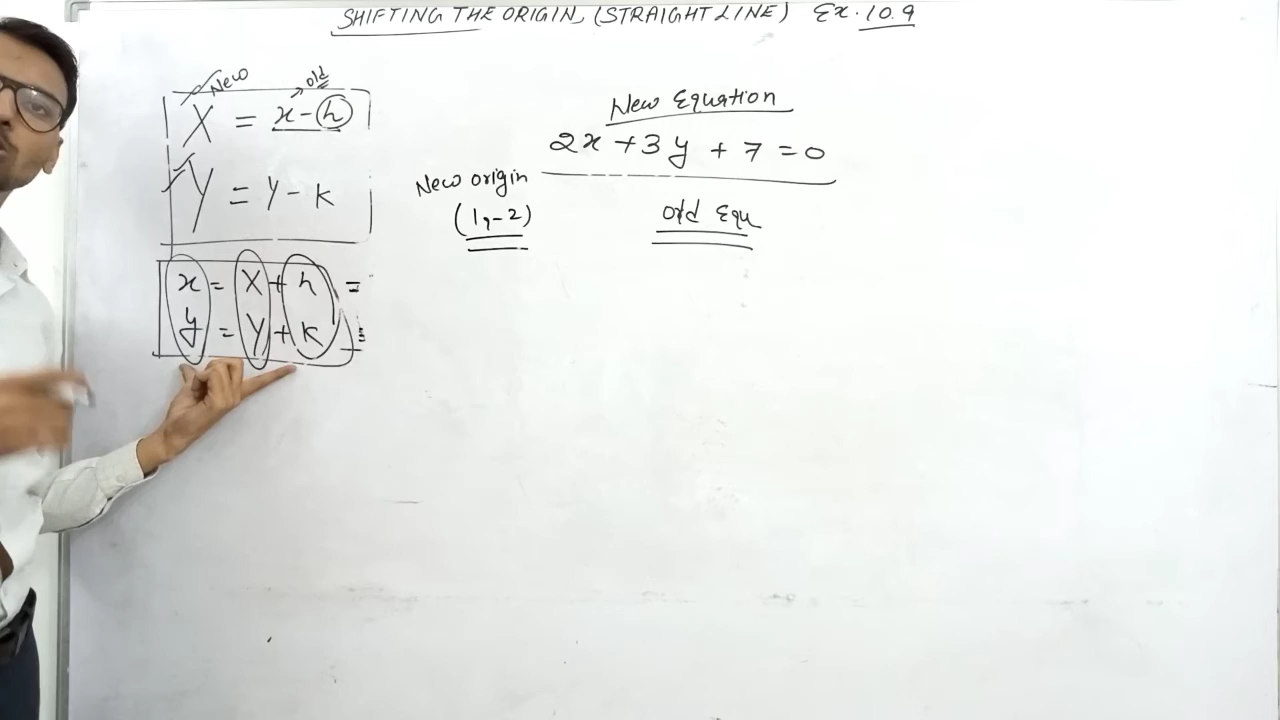 SHIFTING THE ORIGIN, (STRAIGHT LINE) Ex. 10.9
New old
X = x - h
Y = y - k
x = X + h =
y = Y + k =
New origin
(1, -2)
New Equation
2x + 3y + 7 = 0
Old Equ